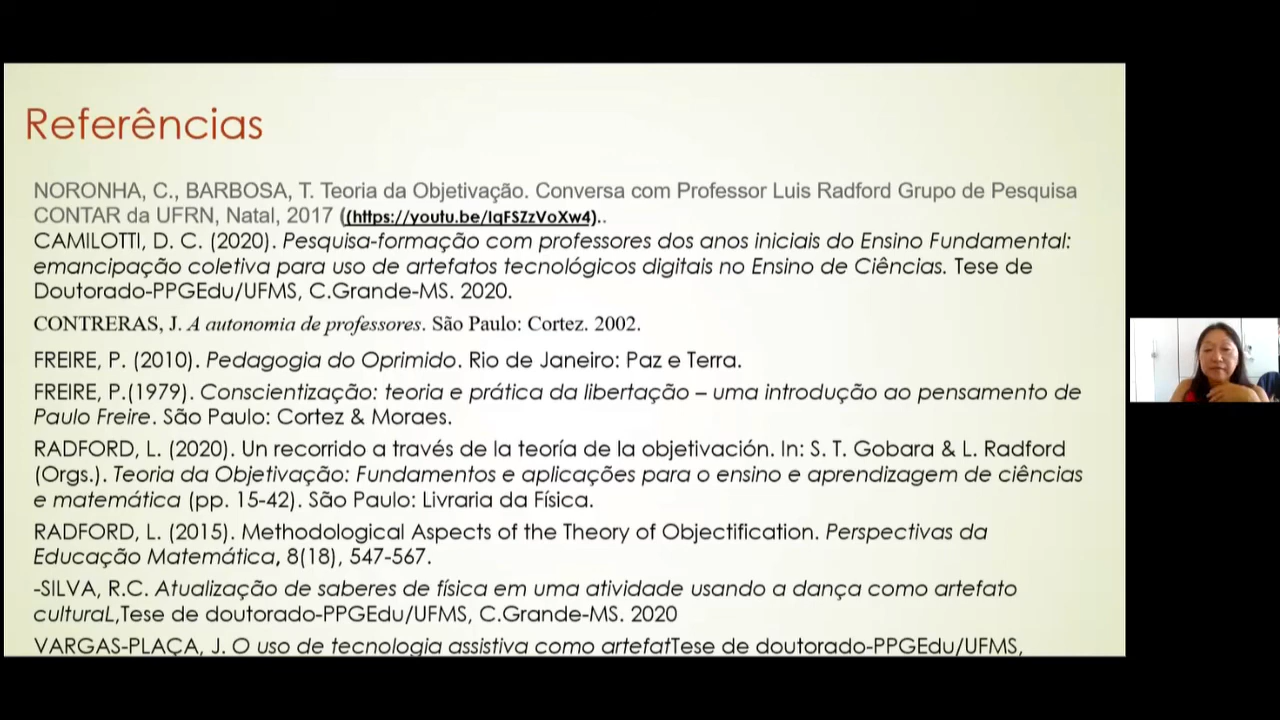 Referências
NORONHA, C., BARBOSA, T. Teoria da Objetivação. Conversa com Professor Luis Radford Grupo de Pesquisa
CONTAR da UFRN, Natal, 2017 ((https://youtu.be/IqFSZzVoXw4)..
CAMILOTTI, D. C. (2020). Pesquisa-formação com professores dos anos iniciais do Ensino Fundamental:
emancipação coletiva para uso de artefatos tecnológicos digitais no Ensino de Ciências. Tese de
Doutorado-PPGEdu/UFMS, C.Grande-MS. 2020.
CONTRERAS, J. A autonomia de professores. São Paulo: Cortez. 2002.
FREIRE, P. (2010). Pedagogia do Oprimido. Rio de Janeiro: Paz e Terra.
FREIRE, P.(1979). Conscientização: teoria e prática da libertação – uma introdução ao pensamento de
Paulo Freire. São Paulo: Cortez & Moraes.
RADFORD, L. (2020). Un recorrido a través de la teoría de la objetivación. In: S. T. Gobara & L. Radford
(Orgs.). Teoria da Objetivação: Fundamentos e aplicações para o ensino e aprendizagem de ciências
e matemática (pp. 15-42). São Paulo: Livraria da Física.
RADFORD, L. (2015). Methodological Aspects of the Theory of Objectification. Perspectivas da
Educação Matemática, 8(18), 547-567.
-SILVA, R.C. Atualização de saberes de física em uma atividade usando a dança como artefato
culturaL,Tese de doutorado-PPGEdu/UFMS, C.Grande-MS. 2020
VARGAS-PLAÇA, J. O uso de tecnologia assistiva como artefatTese de doutorado-PPGEdu/UFMS,